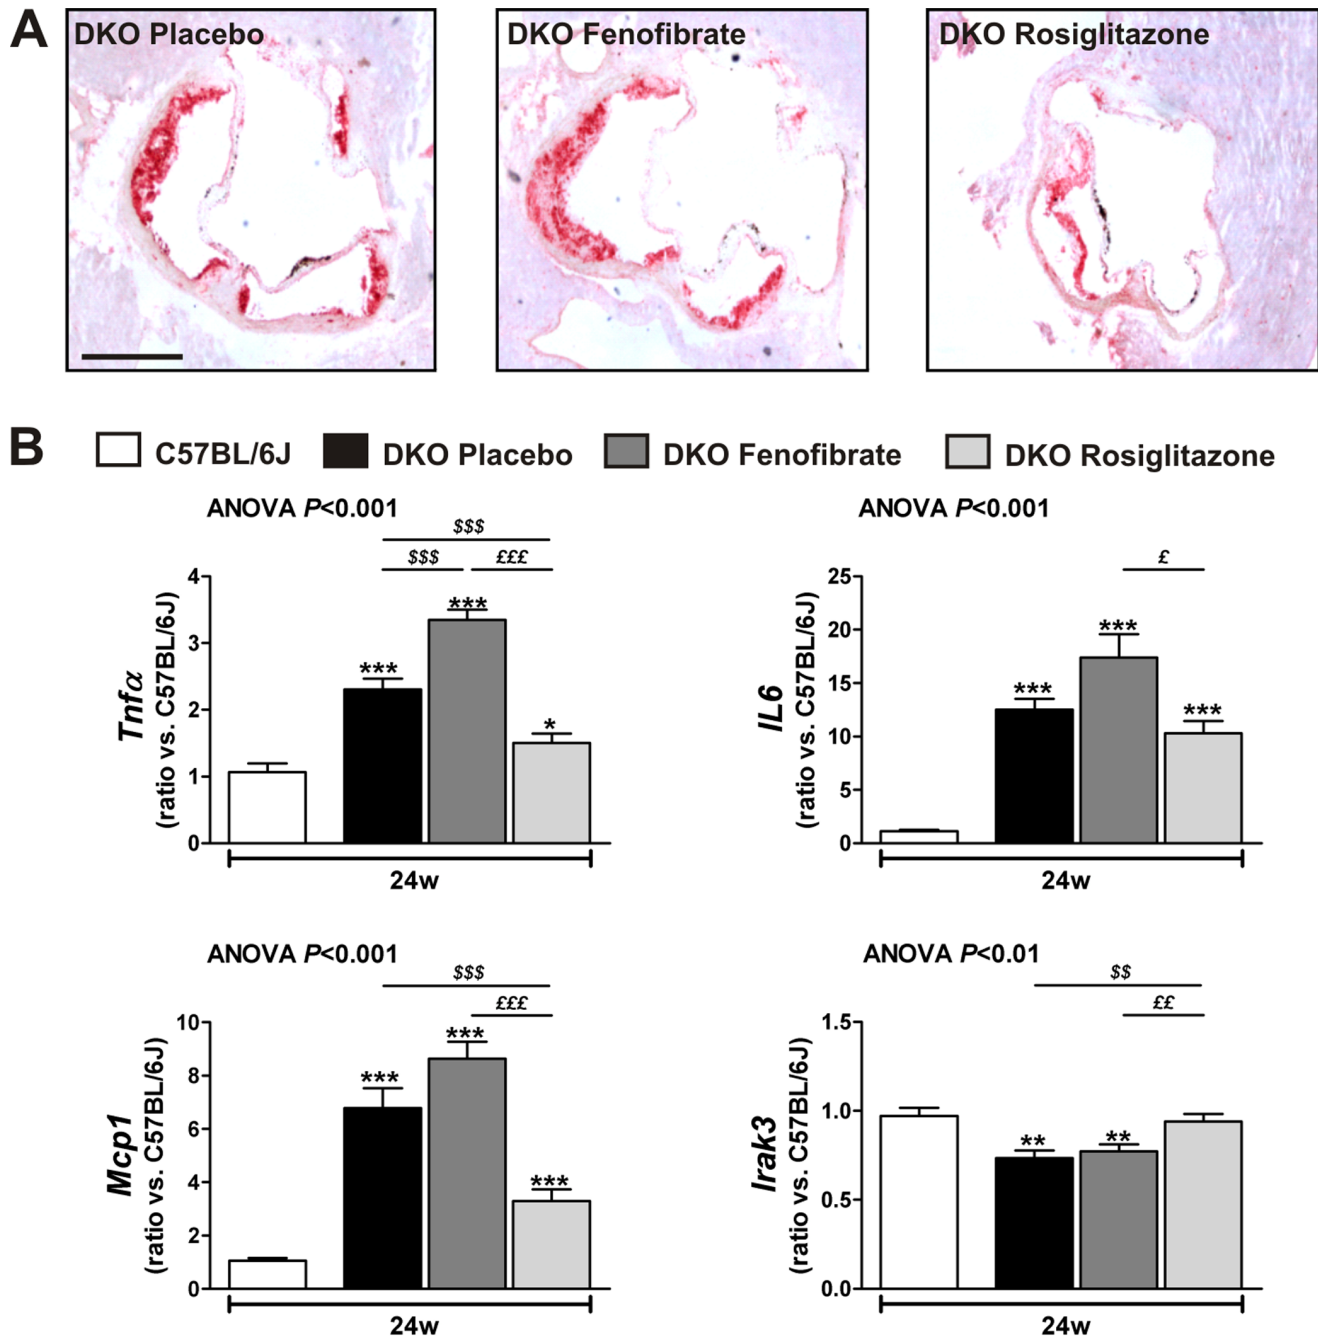 A
DKO Placebo
DKO Fenofibrate
DKO Rosiglitazone
B
C57BL/6J
DKO Placebo
DKO Fenofibrate
DKO Rosiglitazone
ANOVA P<0.001
$$$
$$$
£££
Tnfα
(ratio vs. C57BL/6J)
4
3
2
1
0
***
***
*
24w
ANOVA P<0.001
£
IL6
(ratio vs. C57BL/6J)
25
20
15
10
5
0
***
***
***
24w
ANOVA P<0.001
$$$
£££
Mcp1
(ratio vs. C57BL/6J)
10
8
6
4
2
0
***
***
***
24w
ANOVA P<0.01
$$
££
Irak3
(ratio vs. C57BL/6J)
1.5
1.0
0.5
0.0
**
**
24w